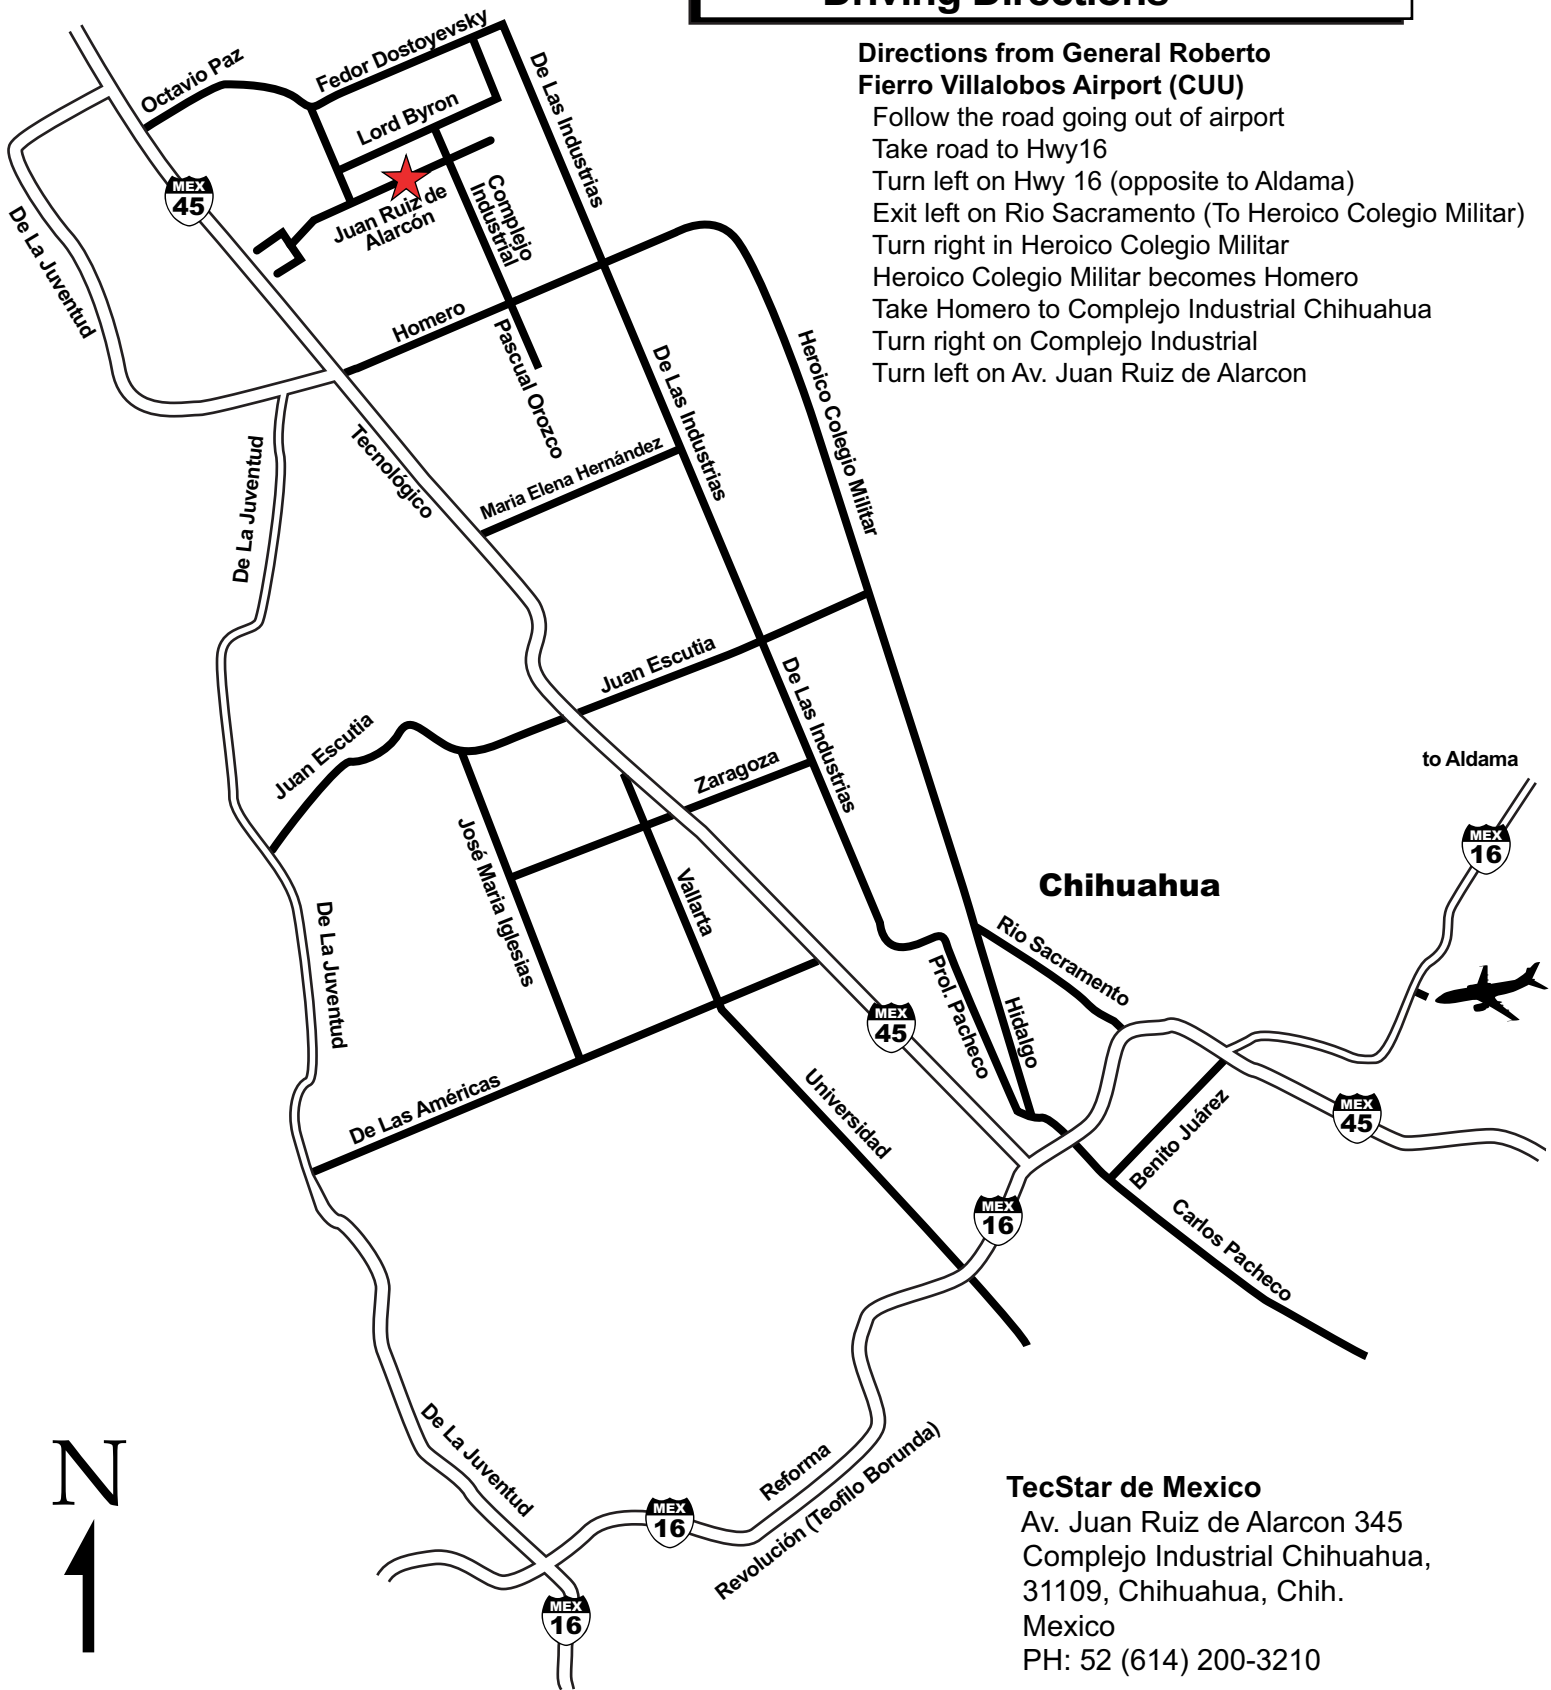 Driving Directions
Directions from General Roberto
Fierro Villalobos Airport (CUU)
Follow the road going out of airport
Take road to Hwy16
Turn left on Hwy 16 (opposite to Aldama)
Exit left on Rio Sacramento (To Heroico Colegio Militar)
Turn right in Heroico Colegio Militar
Heroico Colegio Militar becomes Homero
Take Homero to Complejo Industrial Chihuahua
Turn right on Complejo Industrial
Turn left on Av. Juan Ruiz de Alarcon
Octavio Paz
Fedor Dostoyevsky
De Las Industrias
Lord Byron
MEX
45
Complejo
Industrial
Juan Ruiz de
Alarcón
De La Juventud
Homero
Pascual Orozco
De Las Industrias
Heroico Colegio Militar
Tecnológico
Maria Elena Hernández
De La Juventud
Juan Escutia
De Las Industrias
Juan Escutia
Zaragoza
to Aldama
MEX
16
José Maria Iglesias
Vallarta
Chihuahua
De La Juventud
Rio Sacramento
Prol. Pacheco
Hidalgo
MEX
45
De Las Américas
Universidad
Benito Juárez
MEX
45
MEX
16
Carlos Pacheco
De La Juventud
Reforma
Revolución (Teofilo Borunda)
MEX
16
MEX
16
N
TecStar de Mexico
Av. Juan Ruiz de Alarcon 345
Complejo Industrial Chihuahua,
31109, Chihuahua, Chih.
Mexico
PH: 52 (614) 200-3210